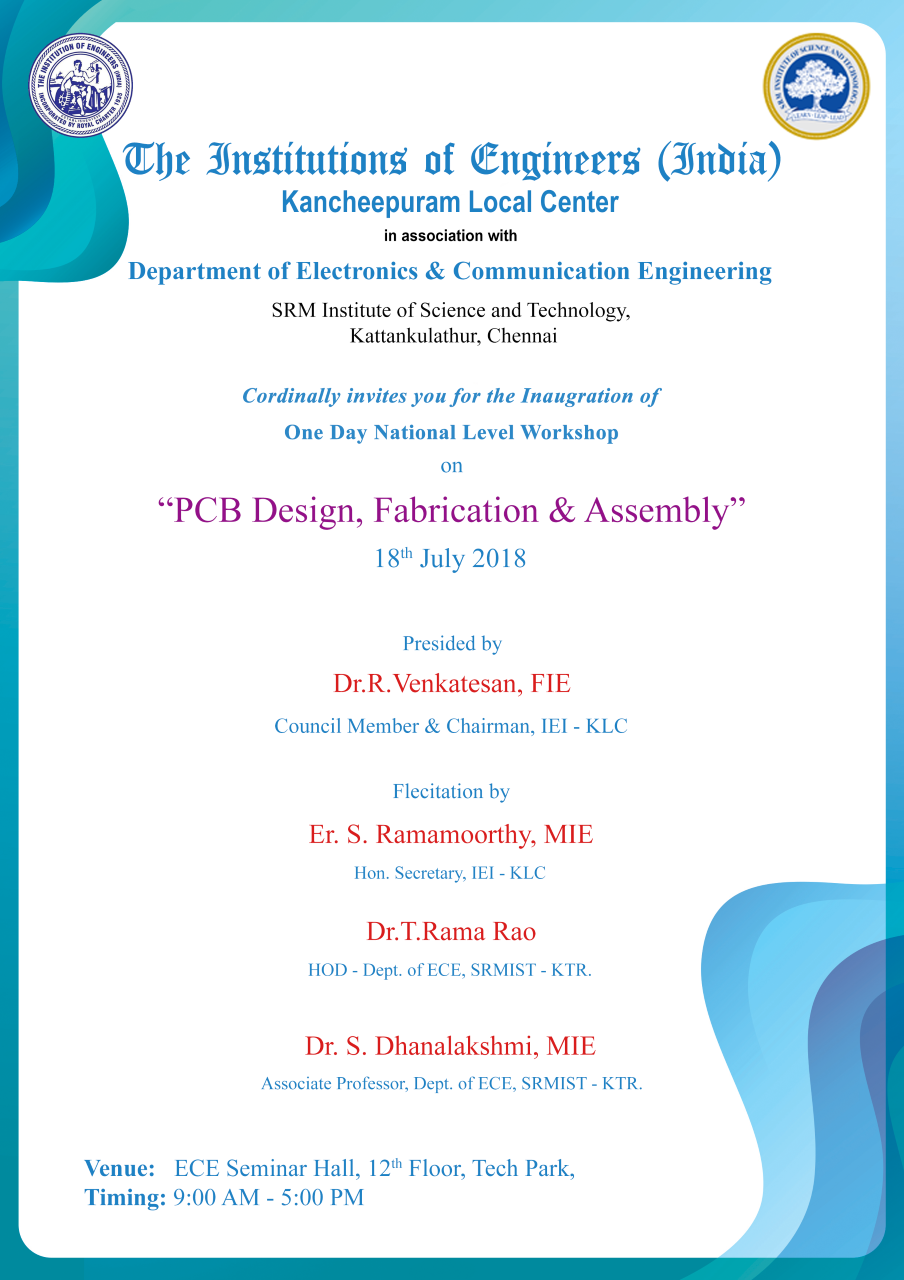 THE INSTITUTION OF ENGINEERS (INDIA)
INCORPORATED BY ROYAL CHARTER 1935
SRM INSTITUTE OF SCIENCE AND TECHNOLOGY
LEARN · LEAP · LEAD
The Institutions of Engineers (India)
Kancheepuram Local Center
in association with
Department of Electronics & Communication Engineering
SRM Institute of Science and Technology,
Kattankulathur, Chennai
Cordinally invites you for the Inaugration of
One Day National Level Workshop
on
“PCB Design, Fabrication & Assembly”
18th July 2018
Presided by
Dr.R.Venkatesan, FIE
Council Member & Chairman, IEI - KLC
Flecitation by
Er. S. Ramamoorthy, MIE
Hon. Secretary, IEI - KLC
Dr.T.Rama Rao
HOD - Dept. of ECE, SRMIST - KTR.
Dr. S. Dhanalakshmi, MIE
Associate Professor, Dept. of ECE, SRMIST - KTR.
Venue: ECE Seminar Hall, 12th Floor, Tech Park,
Timing: 9:00 AM - 5:00 PM